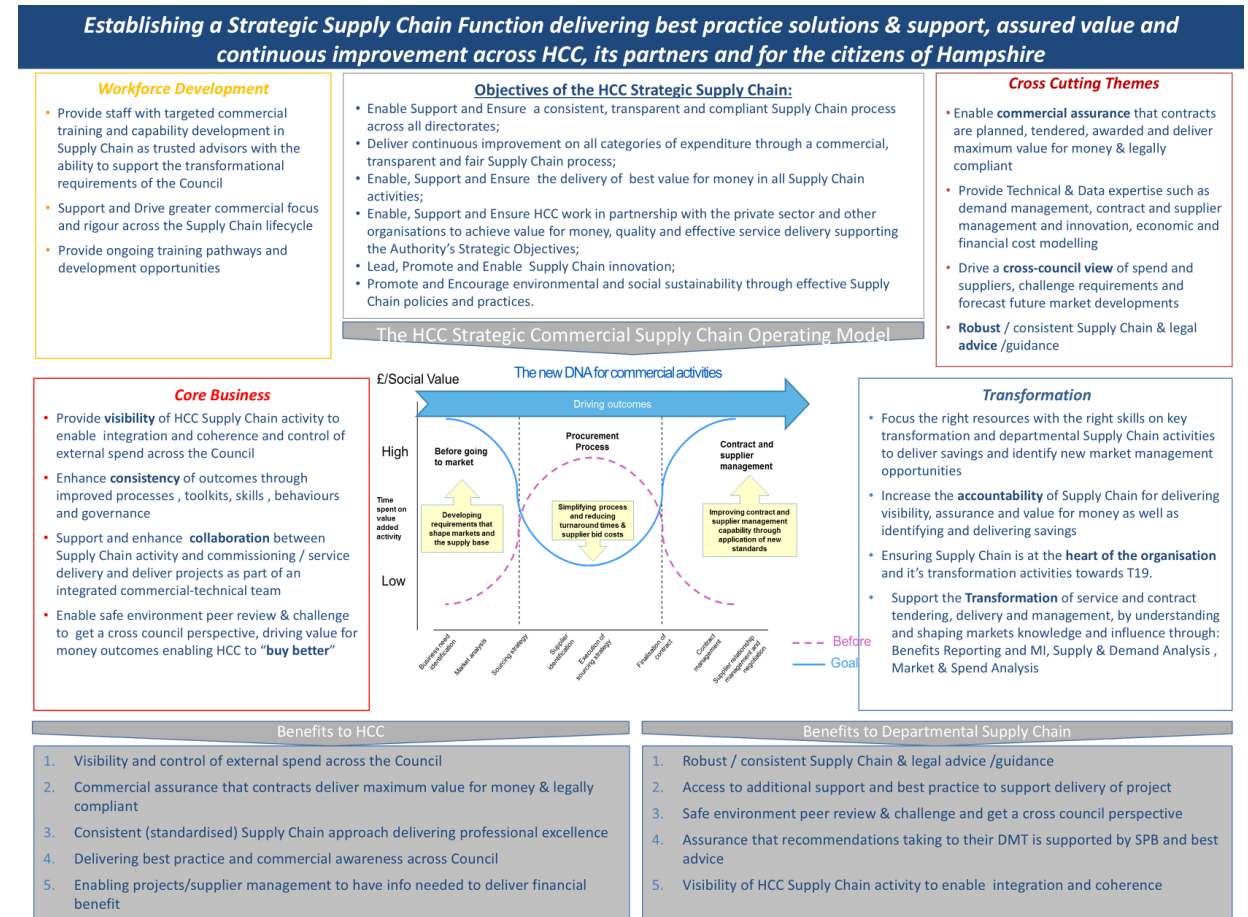 Establishing a Strategic Supply Chain Function delivering best practice solutions & support, assured value and
continuous improvement across HCC, its partners and for the citizens of Hampshire
Workforce Development
• Provide staff with targeted commercial
training and capability development in
Supply Chain as trusted advisors with the
ability to support the transformational
requirements of the Council
• Support and Drive greater commercial focus
and rigour across the Supply Chain lifecycle
• Provide ongoing training pathways and
development opportunities
Objectives of the HCC Strategic Supply Chain:
• Enable Support and Ensure a consistent, transparent and compliant Supply Chain process
across all directorates;
• Deliver continuous improvement on all categories of expenditure through a commercial,
transparent and fair Supply Chain process;
• Enable, Support and Ensure the delivery of best value for money in all Supply Chain
activities;
• Enable, Support and Ensure HCC work in partnership with the private sector and other
organisations to achieve value for money, quality and effective service delivery supporting
the Authority's Strategic Objectives;
• Lead, Promote and Enable Supply Chain innovation;
• Promote and Encourage environmental and social sustainability through effective Supply
Chain policies and practices.
Cross Cutting Themes
• Enable commercial assurance that contracts
are planned, tendered, awarded and deliver
maximum value for money & legally
compliant
• Provide Technical & Data expertise such as
demand management, contract and supplier
management and innovation, economic and
financial cost modelling
• Drive a cross-council view of spend and
suppliers, challenge requirements and
forecast future market developments
• Robust / consistent Supply Chain & legal
advice /guidance
The HCC Strategic Commercial Supply Chain Operating Model
Core Business
• Provide visibility of HCC Supply Chain activity to
enable integration and coherence and control of
external spend across the Council
• Enhance consistency of outcomes through
improved processes , toolkits, skills , behaviours
and governance
• Support and enhance collaboration between
Supply Chain activity and commissioning / service
delivery and deliver projects as part of an
integrated commercial-technical team
• Enable safe environment peer review & challenge
to get a cross council perspective, driving value for
money outcomes enabling HCC to “buy better”
£/Social Value
The new DNA for commercial activities
Driving outcomes
High
Time
spent on
value
added
activity
Low
Before going
to market
Procurement
Process
Contract and
supplier
management
Developing
requirements that
shape markets and
the supply base
Simplifying process
and reducing
turnaround times &
supplier bid costs
Improving contract and
supplier management
capability through
application of new
standards
Business need
identification
Market analysis
Sourcing strategy
Supplier
identification
Execution of
sourcing strategy
Finalisation of
contract
Contract
management
Supplier relationship
management and
negotiation
Before
Goal
Transformation
• Focus the right resources with the right skills on key
transformation and departmental Supply Chain activities
to deliver savings and identify new market management
opportunities
• Increase the accountability of Supply Chain for delivering
visibility, assurance and value for money as well as
identifying and delivering savings
• Ensuring Supply Chain is at the heart of the organisation
and it's transformation activities towards T19.
• Support the Transformation of service and contract
tendering, delivery and management, by understanding
and shaping markets knowledge and influence through:
Benefits Reporting and MI, Supply & Demand Analysis ,
Market & Spend Analysis
Benefits to HCC
1. Visibility and control of external spend across the Council
2. Commercial assurance that contracts deliver maximum value for money & legally
compliant
3. Consistent (standardised) Supply Chain approach delivering professional excellence
4. Delivering best practice and commercial awareness across Council
5. Enabling projects/supplier management to have info needed to deliver financial
benefit
Benefits to Departmental Supply Chain
1. Robust / consistent Supply Chain & legal advice /guidance
2. Access to additional support and best practice to support delivery of project
3. Safe environment peer review & challenge and get a cross council perspective
4. Assurance that recommendations taking to their DMT is supported by SPB and best
advice
5. Visibility of HCC Supply Chain activity to enable integration and coherence